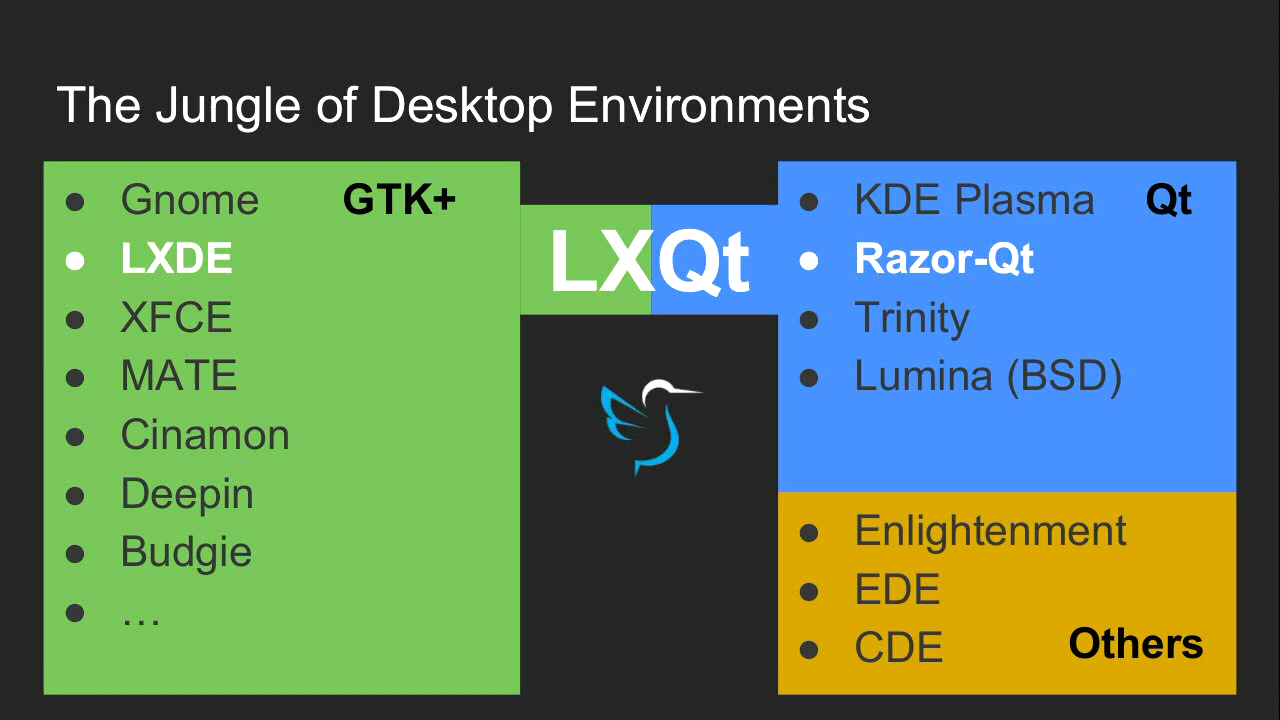 The Jungle of Desktop Environments
● Gnome GTK+
● LXDE
● XFCE
● MATE
● Cinamon
● Deepin
● Budgie
● …
LXQt
● KDE Plasma Qt
● Razor-Qt
● Trinity
● Lumina (BSD)
● Enlightenment
● EDE
● CDE
Others